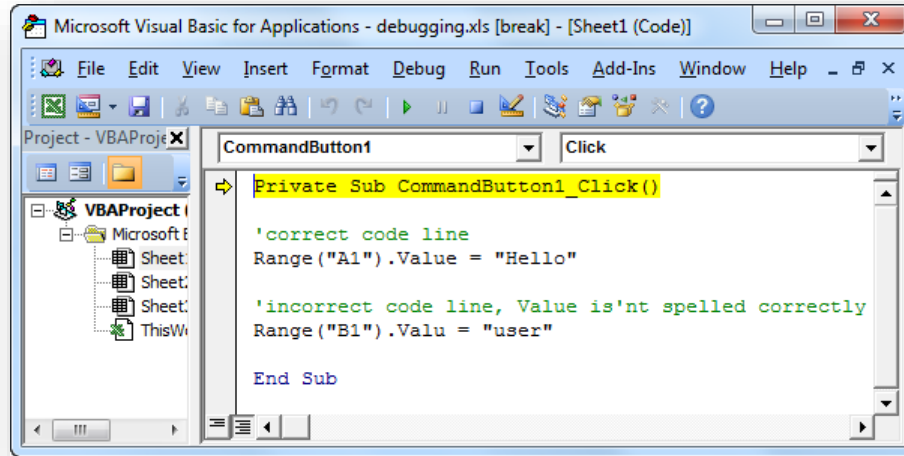 Microsoft Visual Basic for Applications - debugging.xls [break] - [Sheet1 (Code)]
File Edit View Insert Format Debug Run Tools Add-Ins Window Help
Project - VBAProje
CommandButton1 Click
Private Sub CommandButton1_Click()
VBAProject (
Microsoft E
'correct code line
Sheet1
Range("A1").Value = "Hello"
Sheet2
Sheet3
'incorrect code line, Value is'nt spelled correctly
ThisWo
Range("B1").Valu = "user"
End Sub